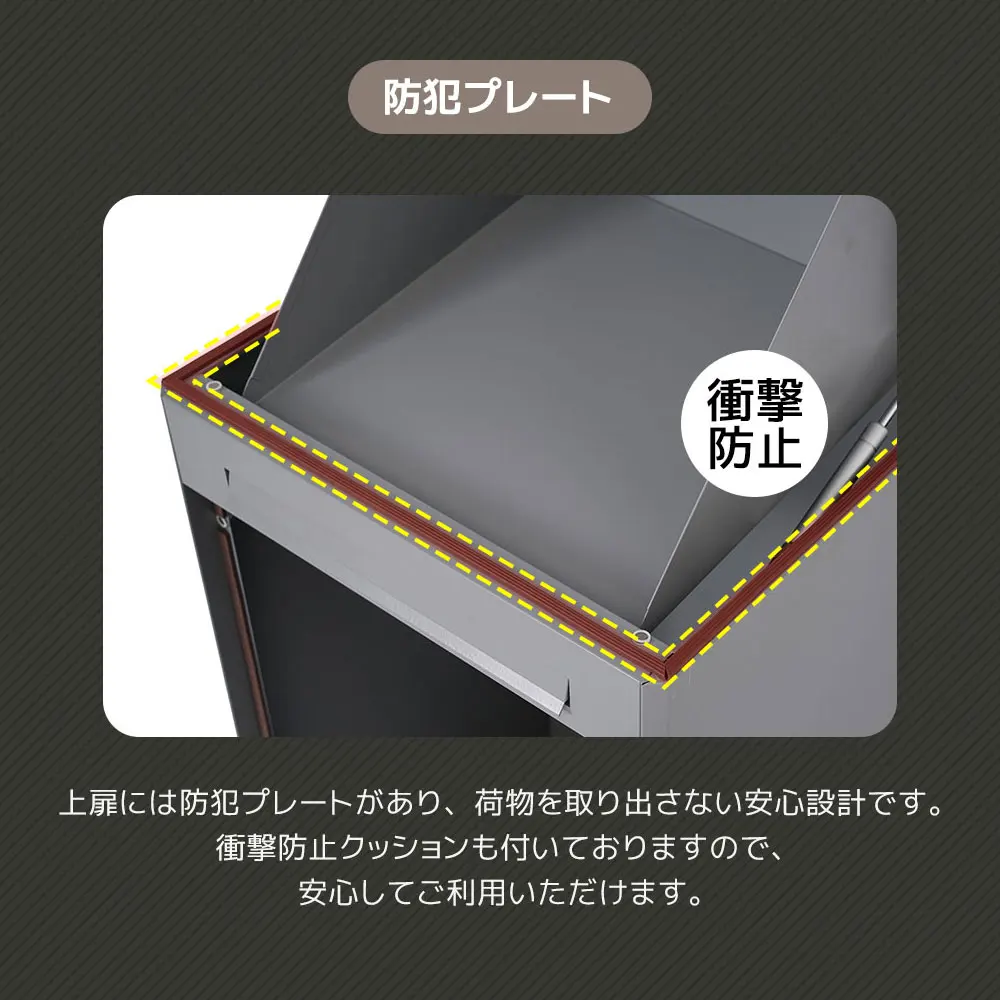 防犯プレート
衝撃
防止
上扉には防犯プレートがあり、荷物を取り出さない安心設計です。
衝撃防止クッションも付いておりますので、
安心してご利用いただけます。